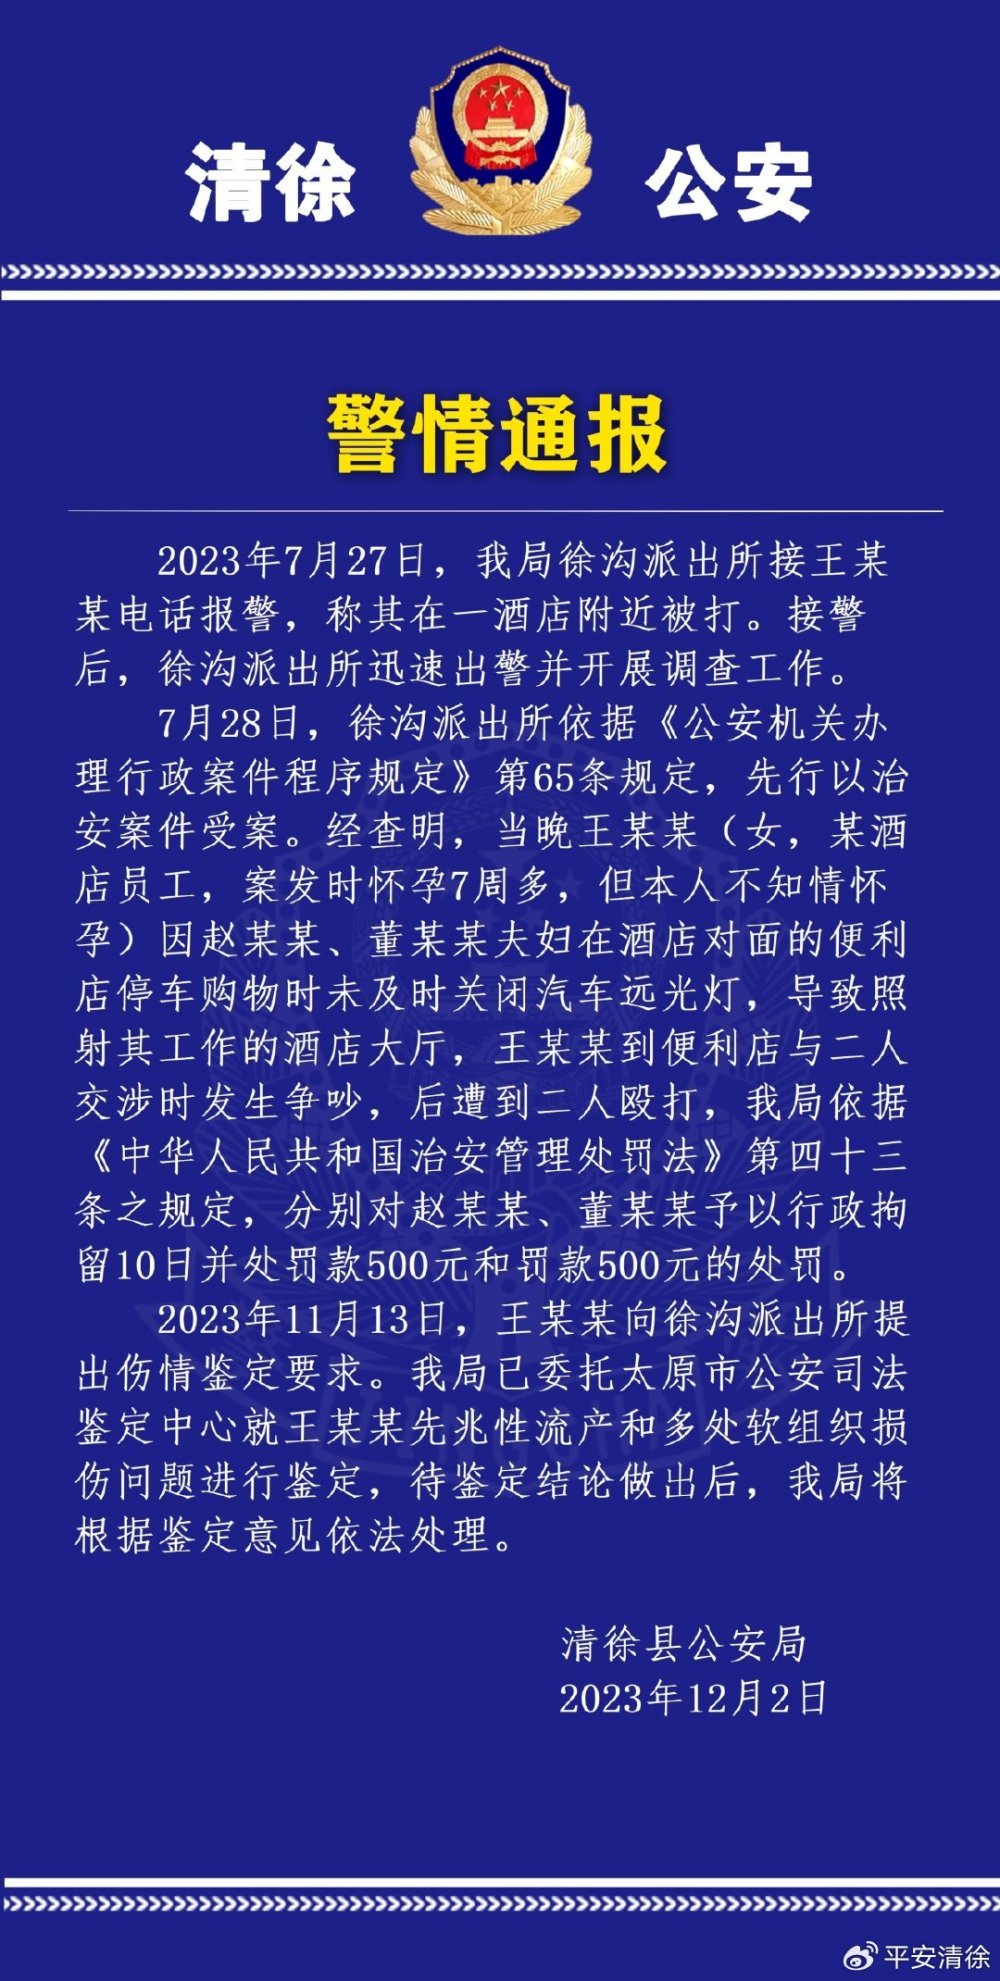 清徐 公安
警情通报
2023年7月27日，我局徐沟派出所接王某
某电话报警，称其在一酒店附近被打。接警
后，徐沟派出所迅速出警并开展调查工作。
7月28日，徐沟派出所依据《公安机关办
理行政案件程序规定》第65条规定，先行以治
安案件受案。经查明，当晚王某某（女，某酒
店员工，案发时怀孕7周多，但本人不知情怀
孕）因赵某某、董某某夫妇在酒店对面的便利
店停车购物时未及时关闭汽车远光灯，导致照
射其工作的酒店大厅，王某某到便利店与二人
交涉时发生争吵，后遭到二人殴打，我局依据
《中华人民共和国治安管理处罚法》第四十三
条之规定，分别对赵某某、董某某予以行政拘
留10日并处罚款500元和罚款500元的处罚。
2023年11月13日，王某某向徐沟派出所提
出伤情鉴定要求。我局已委托太原市公安司法
鉴定中心就王某某先兆性流产和多处软组织损
伤问题进行鉴定，待鉴定结论做出后，我局将
根据鉴定意见依法处理。
清徐县公安局
2023年12月2日
平安清徐